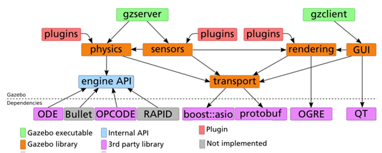 gzserver
gzclient
plugins
plugins
plugins
physics
sensors
rendering
GUI
engine API
transport
Gazebo
Dependencies
ODE
Bullet
OPCODE
RAPID
boost::asio
protobuf
OGRE
QT
Gazebo executable
Internal API
Plugin
Gazebo library
3rd party library
Not implemented